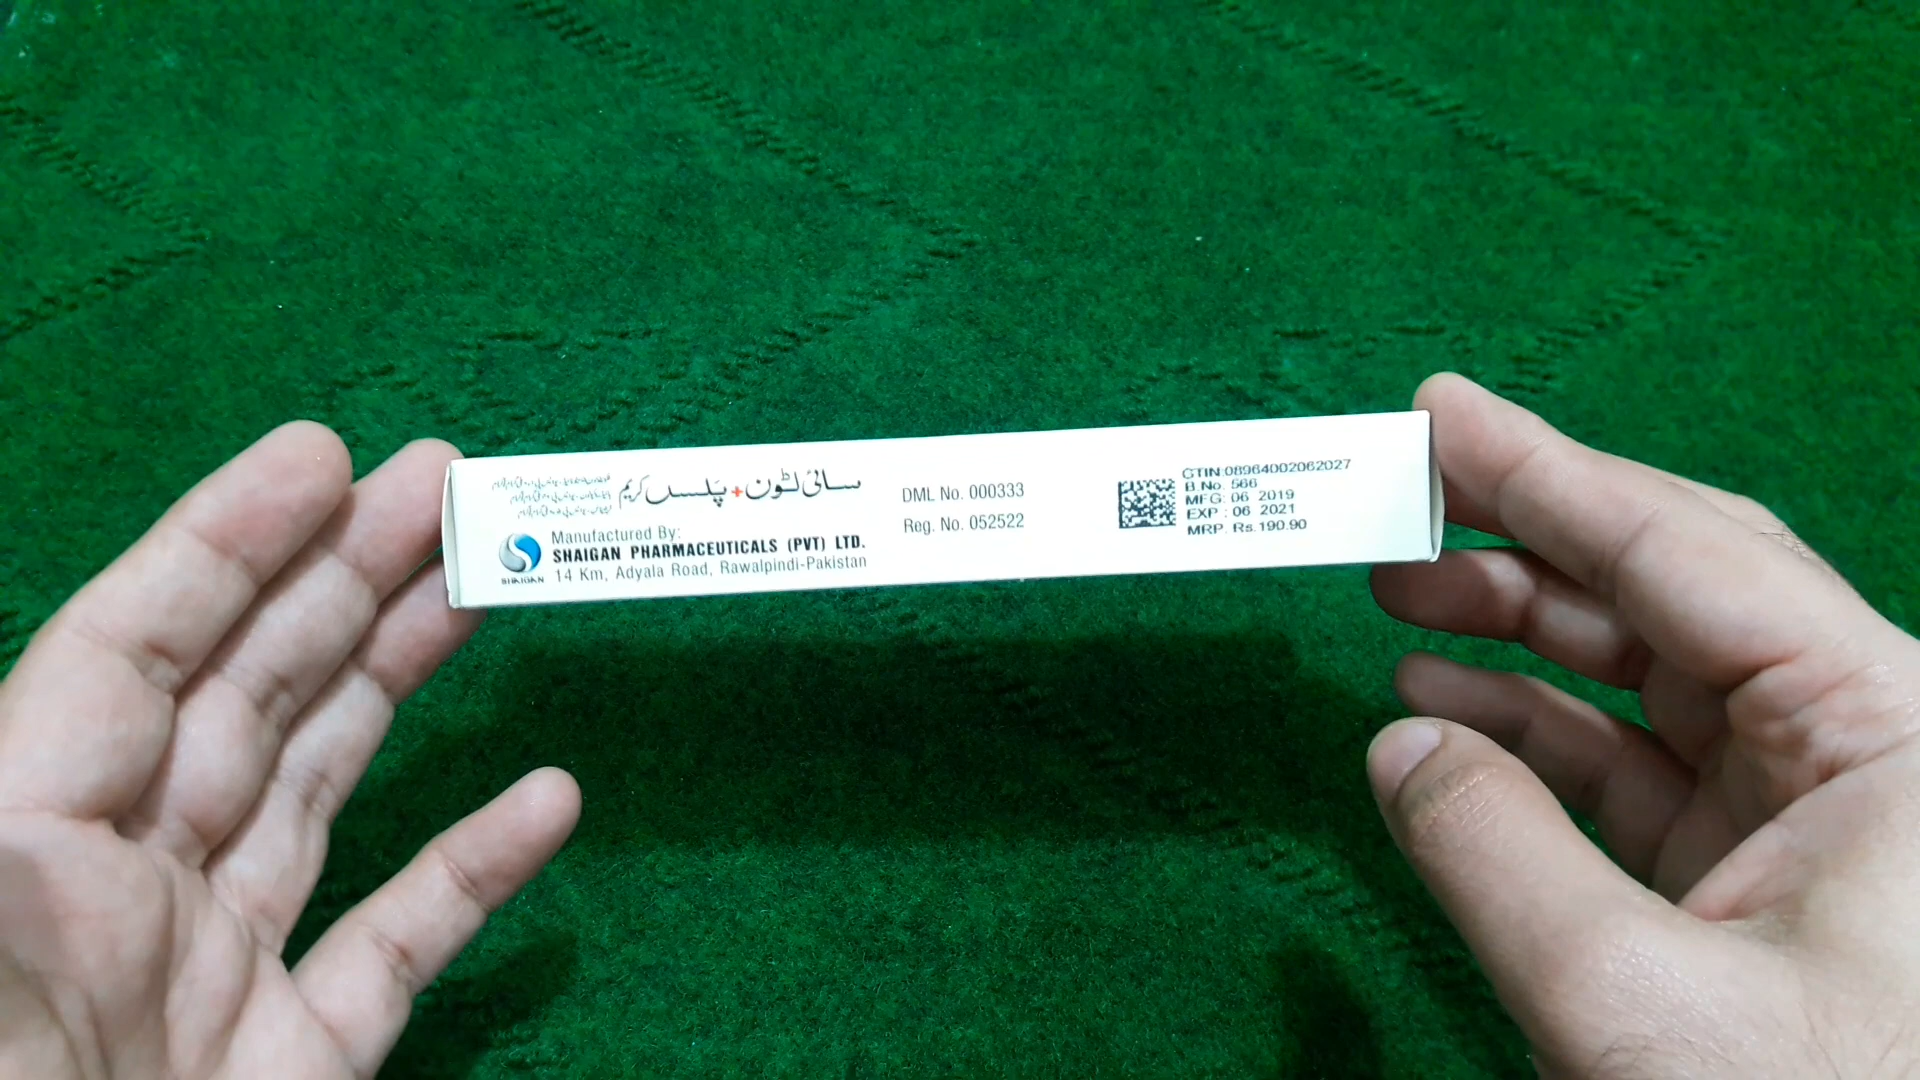 سائی لٹون+پلس کریم
Manufactured By:
SHAIGAN PHARMACEUTICALS (PVT) LTD.
14 Km, Adyala Road, Rawalpindi-Pakistan
SHAIGAN
DML No. 000333
Reg. No. 052522
GTIN:08964002062027
B.No. 566
MFG: 06 2019
EXP : 06 2021
MRP. Rs.190.90